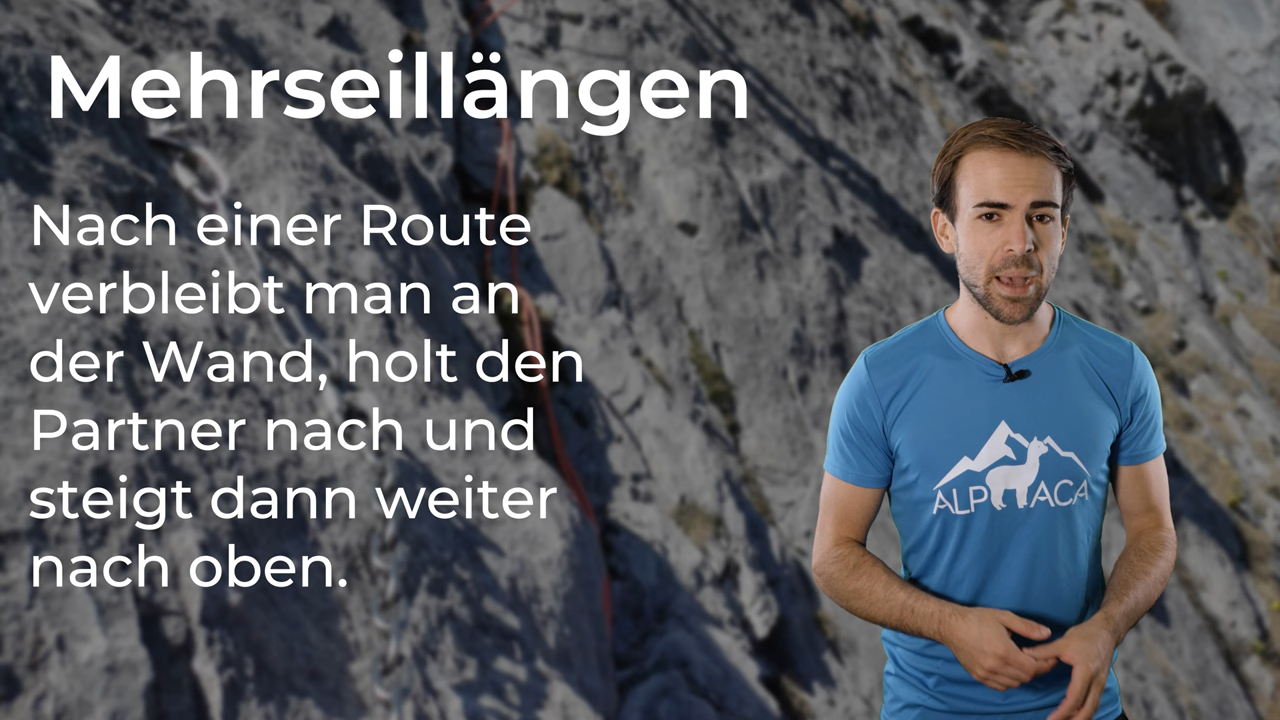 Mehrseillängen
Nach einer Route
verbleibt man an
der Wand, holt den
Partner nach und
steigt dann weiter
nach oben.
ALPACA